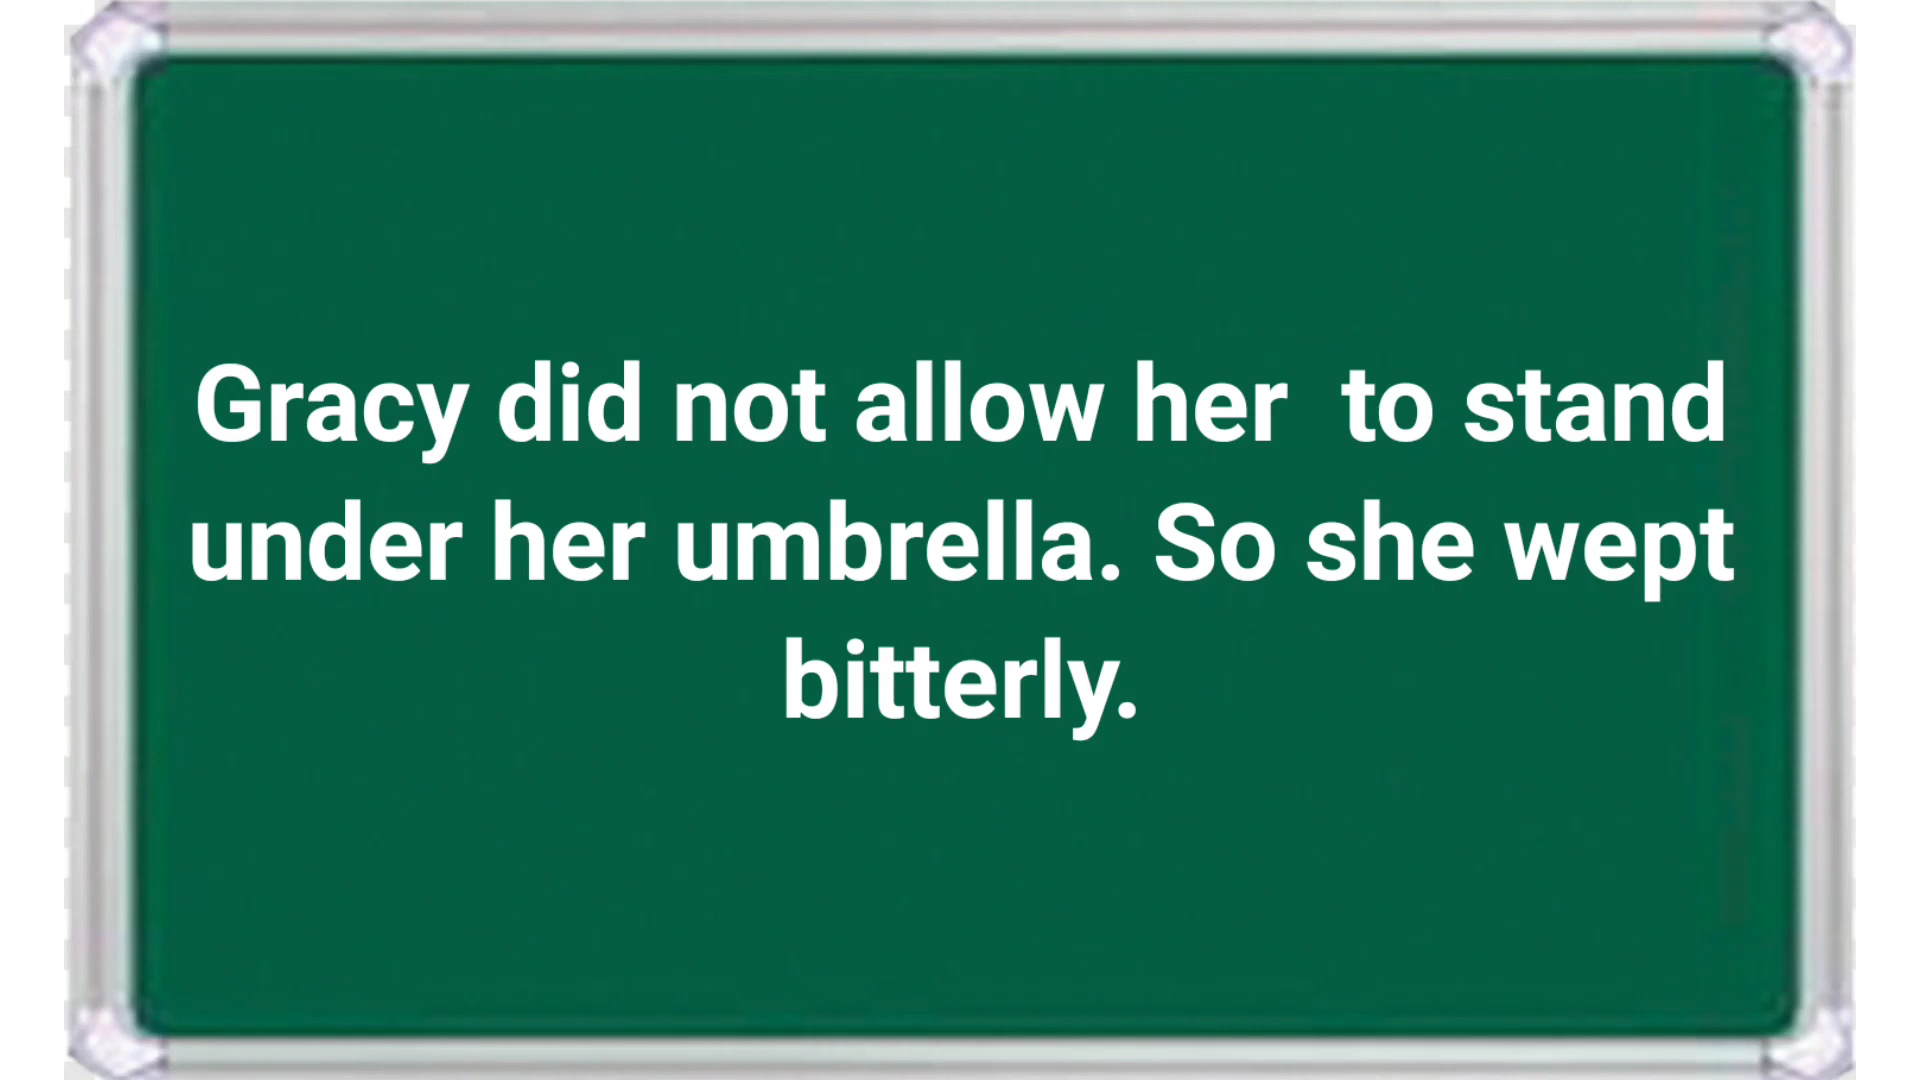 Gracy did not allow her  to stand
under her umbrella. So she wept
bitterly.